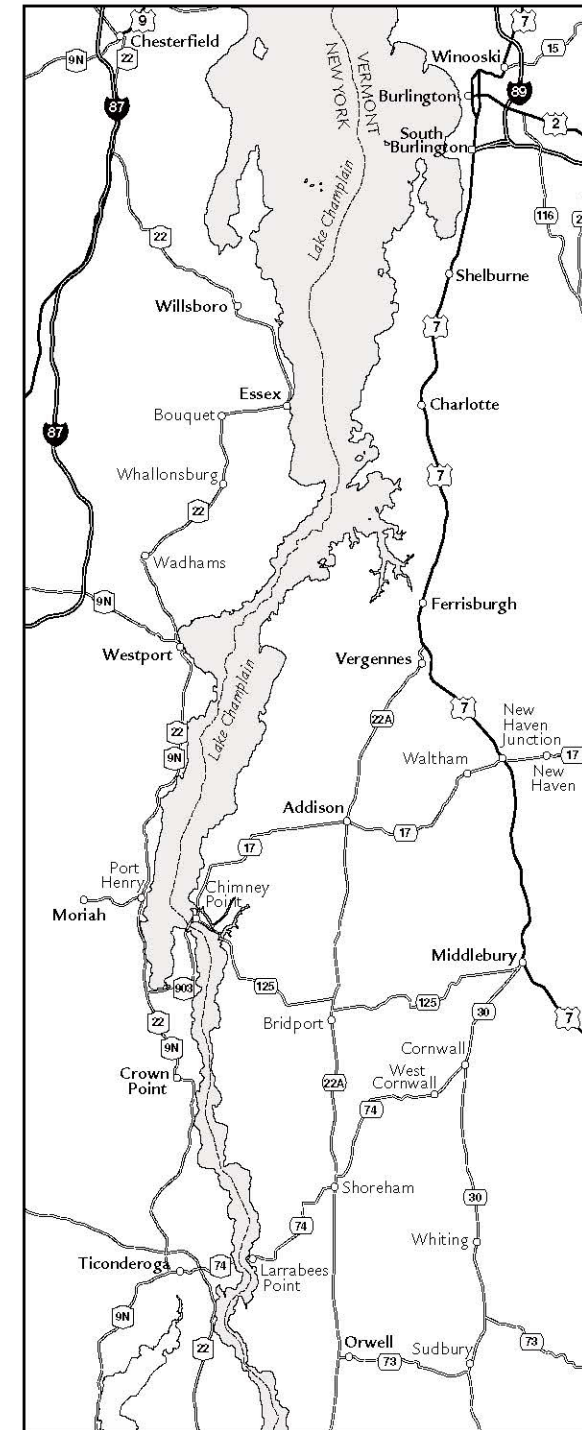 9
7
Chesterfield
Winooski
15
9N
22
VERMONT
NEW YORK
89
87
Burlington
2
South
Burlington
Lake Champlain
116
2
22
Shelburne
Willsboro
7
Essex
Charlotte
Bouquet
87
7
Whallonsburg
22
Wadhams
9N
Ferrisburgh
Westport
Vergennes
Lake Champlain
22A
7
New
Haven
Junction
22
9N
Waltham
17
New
Haven
Addison
17
17
Port
Henry
Chimney
Point
Moriah
Middlebury
903
125
125
30
22
Bridport
7
9N
Cornwall
Crown
Point
22A
West
Cornwall
74
Shoreham
30
74
Whiting
Ticonderoga
74
Larrabees
Point
9N
22
Orwell
73
Sudbury
73